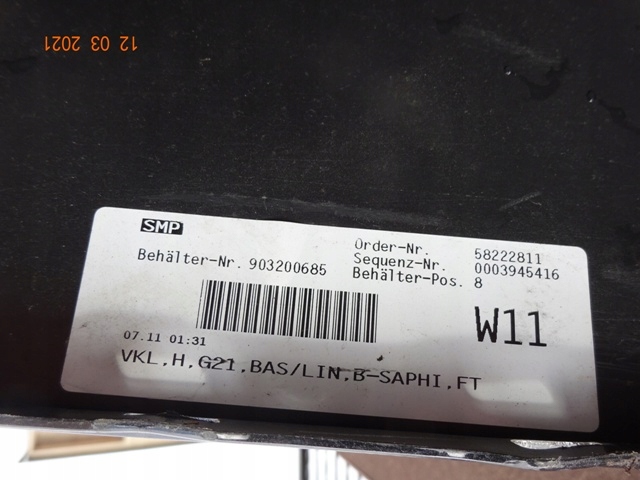 12 03 2021
SMP
Order-Nr. 58222811
Behälter-Nr. 903200685 Sequenz-Nr. 0003945416
Behälter-Pos. 8
W11
07.11 01:31
VKL,H,G21,BAS/LIN,B-SAPHI,FT